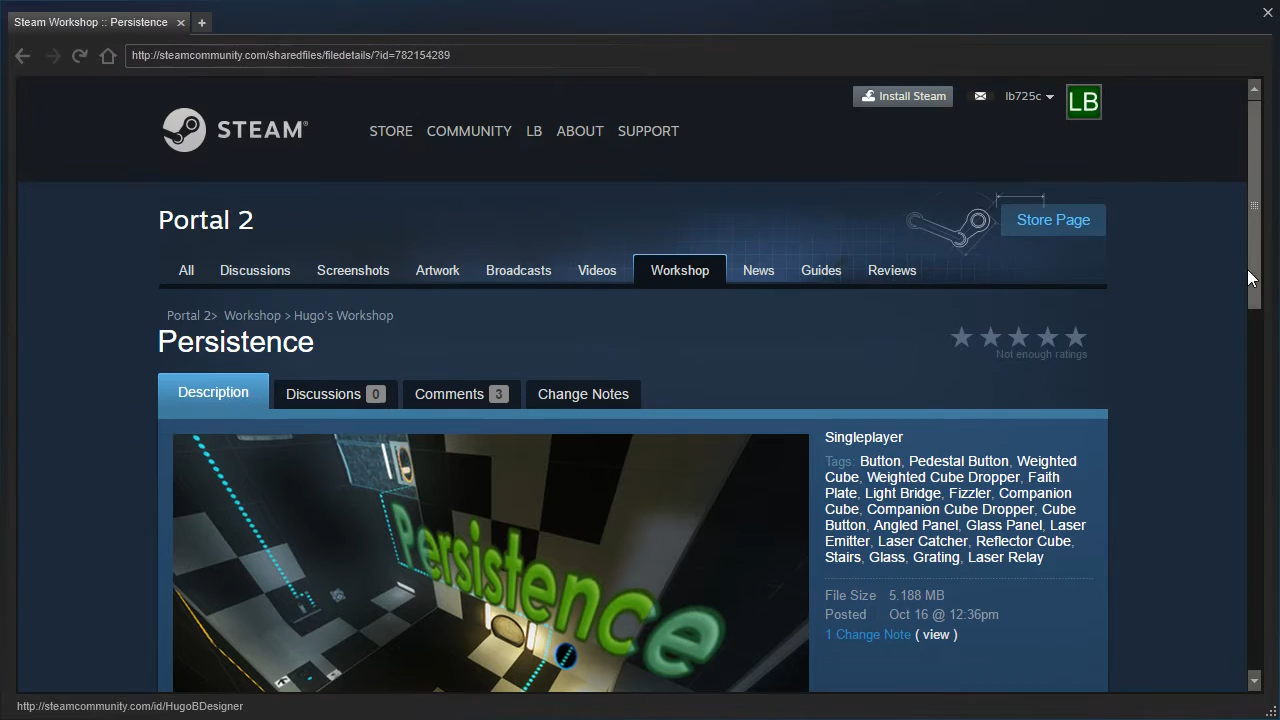 Steam Workshop :: Persistence
http://steamcommunity.com/sharedfiles/filedetails/?id=782154289
Install Steam
lb725c
LB
STEAM
STORE COMMUNITY LB ABOUT SUPPORT
Portal 2
Store Page
All Discussions Screenshots Artwork Broadcasts Videos Workshop News Guides Reviews
Portal 2> Workshop > Hugo's Workshop
Persistence
Not enough ratings
Description Discussions 0 Comments 3 Change Notes
Persistence
Singleplayer
Tags: Button, Pedestal Button, Weighted
Cube, Weighted Cube Dropper, Faith
Plate, Light Bridge, Fizzler, Companion
Cube, Companion Cube Dropper, Cube
Button, Angled Panel, Glass Panel, Laser
Emitter, Laser Catcher, Reflector Cube,
Stairs, Glass, Grating, Laser Relay
File Size 5.188 MB
Posted Oct 16 @ 12:36pm
1 Change Note ( view )
http://steamcommunity.com/id/HugoBDesigner